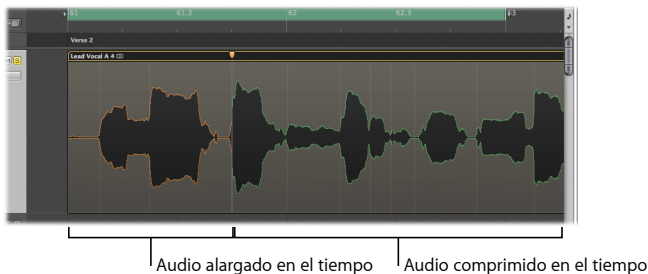 61 61.3 62 62.3 63
Verse 2
Lead Vocal A 4
S
Audio alargado en el tiempo Audio comprimido en el tiempo